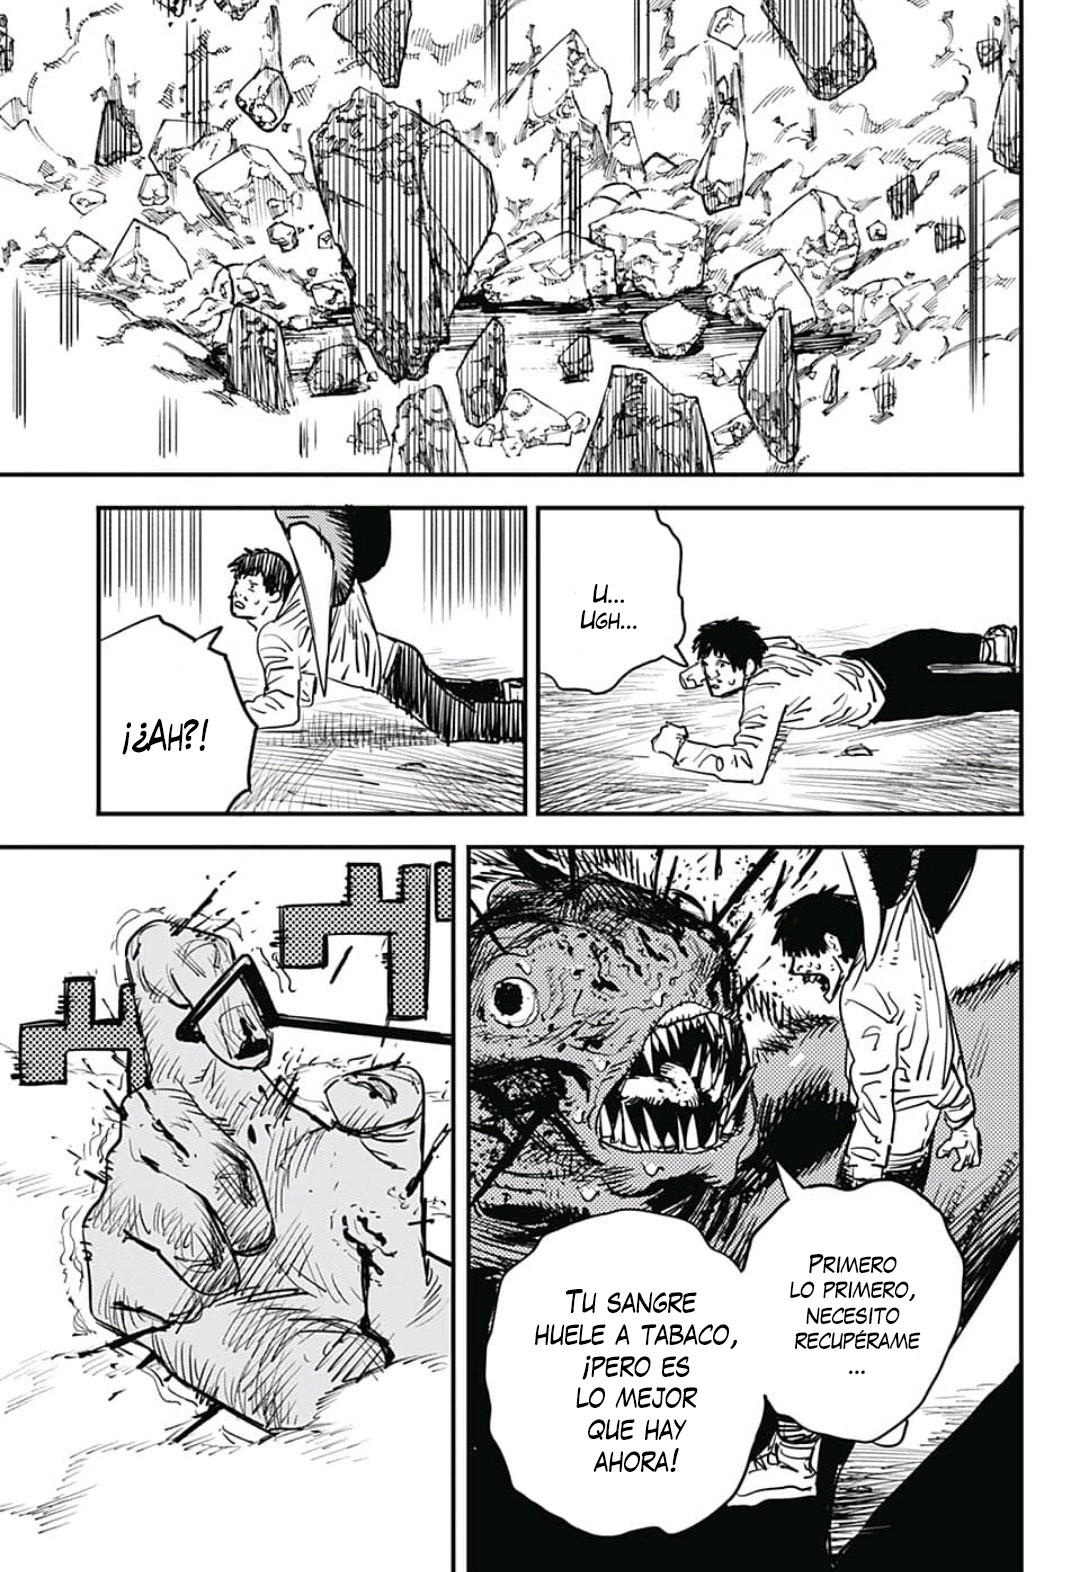 U...
UGH...
¡¿AH?!
PRIMERO
LO PRIMERO,
NECESITO
RECUPÉRAME
...
TU SANGRE
HUELE A TABACO,
¡PERO ES
LO MEJOR
QUE HAY
AHORA!